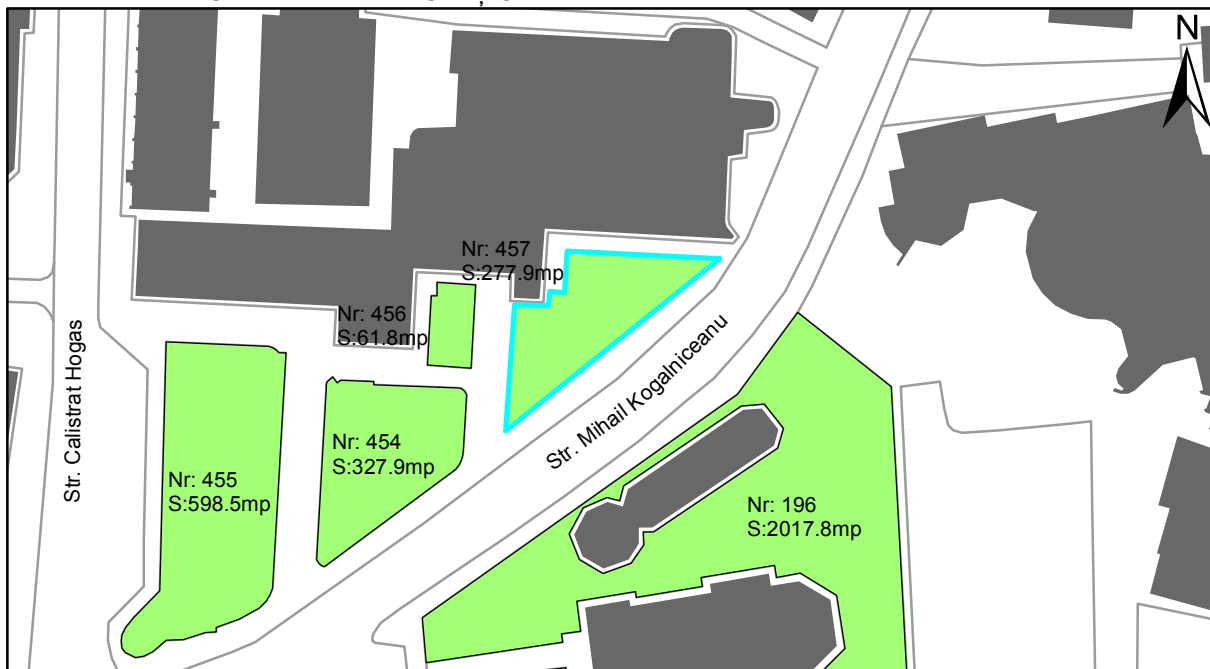 N
Nr: 457
S:277.9mp
Nr: 456
S:61.8mp
Str. Calistrat Hogas
Str. Mihail Kogalniceanu
Nr: 454
S:327.9mp
Nr: 455
S:598.5mp
Nr: 196
S:2017.8mp